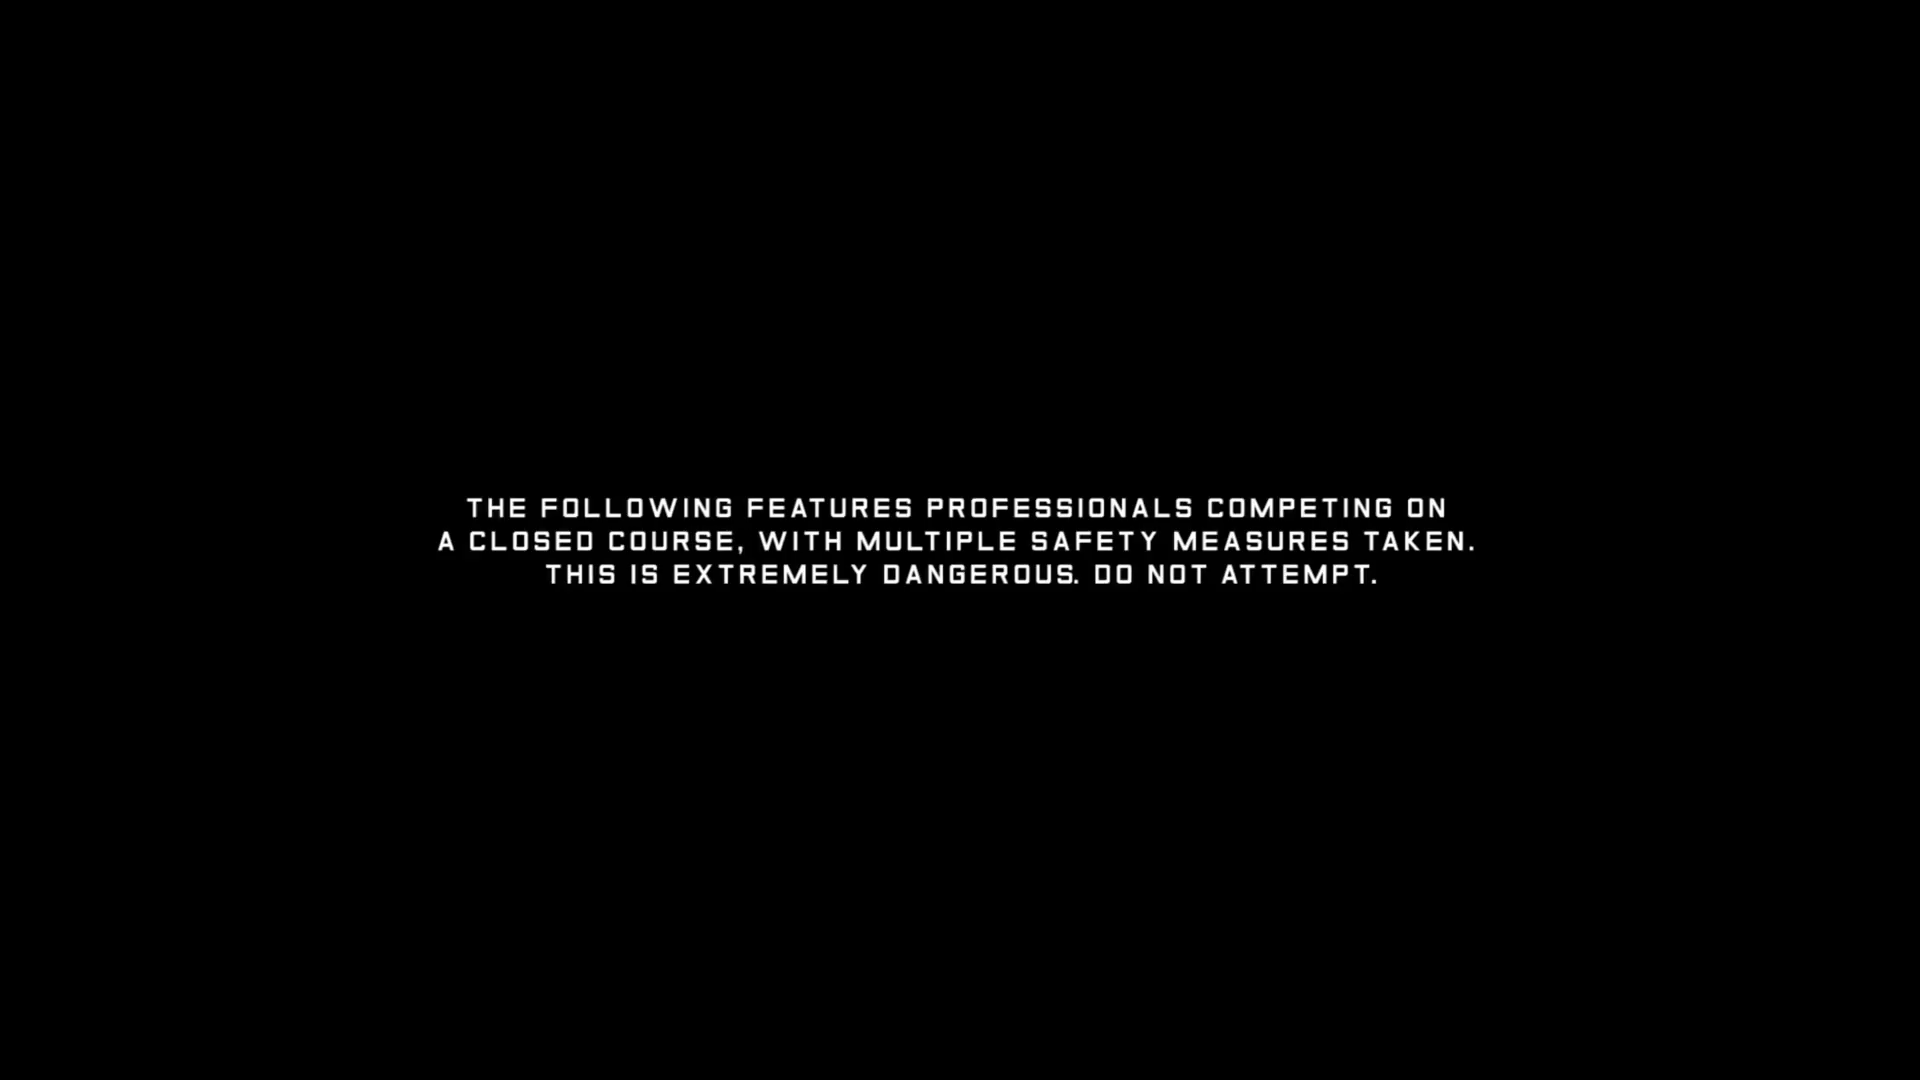 THE FOLLOWING FEATURES PROFESSIONALS COMPETING ON
A CLOSED COURSE, WITH MULTIPLE SAFETY MEASURES TAKEN.
THIS IS EXTREMELY DANGEROUS. DO NOT ATTEMPT.